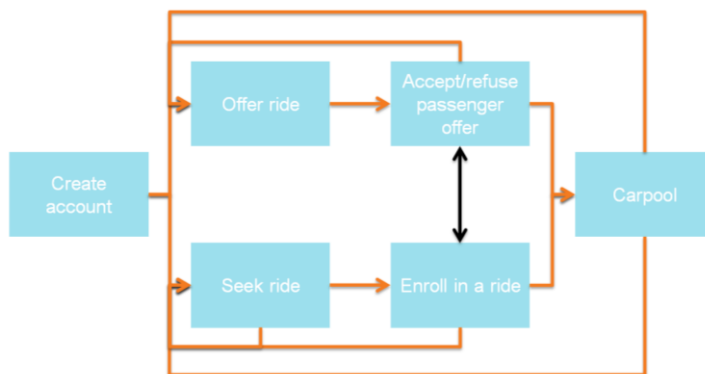 Offer ride
Accept/refuse
passenger
offer
Create
account
Carpool
Seek ride
Enroll in a ride